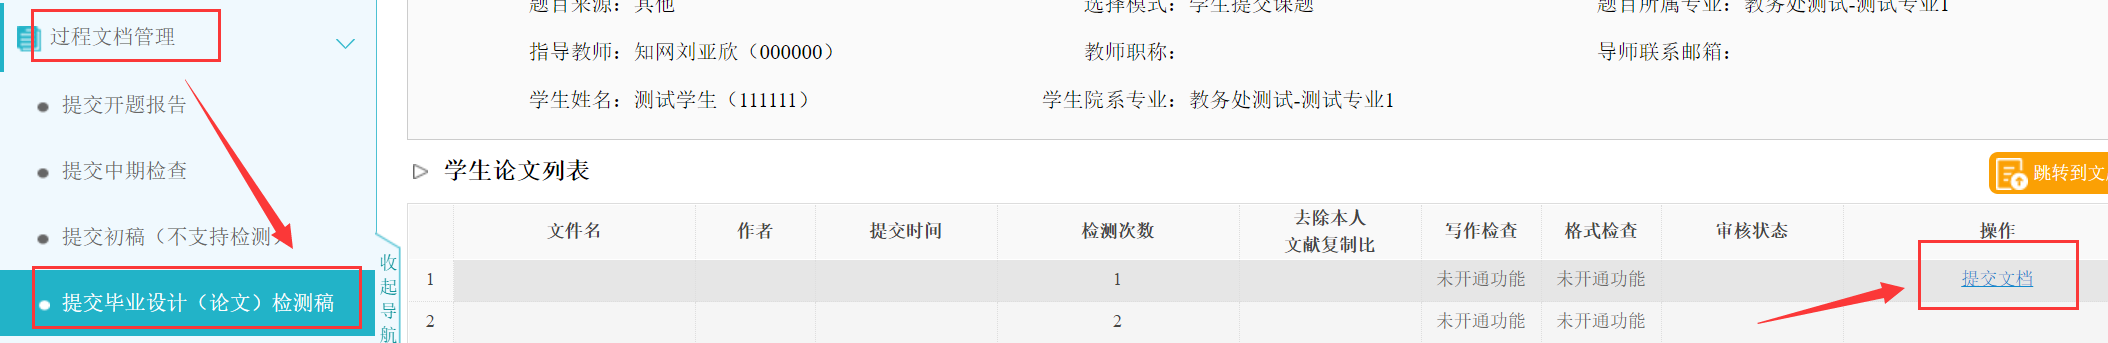 过程文档管理
提交开题报告
提交中期检查
提交初稿（不支持检测）
提交毕业设计（论文）检测稿
收起导航
题目来源：其他
选择模式：学生提交课题
题目所属专业：教务处测试-测试专业1
指导教师：知网刘亚欣（000000）
教师职称：
导师联系邮箱：
学生姓名：测试学生（111111）
学生院系专业：教务处测试-测试专业1
学生论文列表
跳转到文
文件名
作者
提交时间
检测次数
去除本人
文献复制比
写作检查
格式检查
审核状态
操作
1
1
未开通功能
未开通功能
提交文档
2
2
未开通功能
未开通功能